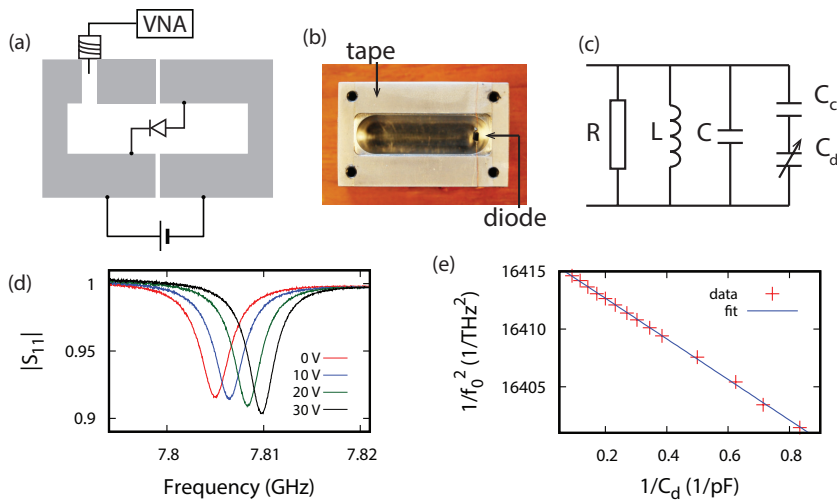 (a)
VNA
(b)
tape
diode
(c)
R
L
C
C_c
C_d
(d)
|S_11|
1
0.95
0.9
0 V
10 V
20 V
30 V
7.8
7.81
7.82
Frequency (GHz)
(e)
1/f_0^2 (1/THz^2)
16415
16410
16405
data
fit
0.2
0.4
0.6
0.8
1/C_d (1/pF)